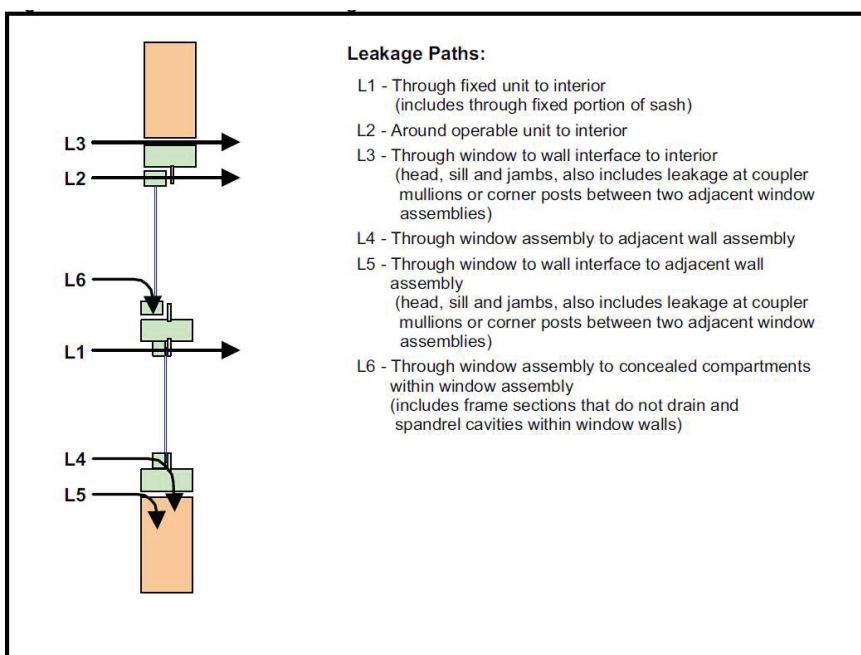 Leakage Paths:
L1 - Through fixed unit to interior
(includes through fixed portion of sash)
L2 - Around operable unit to interior
L3 - Through window to wall interface to interior
(head, sill and jambs, also includes leakage at coupler
mullions or corner posts between two adjacent window
assemblies)
L4 - Through window assembly to adjacent wall assembly
L5 - Through window to wall interface to adjacent wall
assembly
(head, sill and jambs, also includes leakage at coupler
mullions or corner posts between two adjacent window
assemblies)
L6 - Through window assembly to concealed compartments
within window assembly
(includes frame sections that do not drain and
spandrel cavities within window walls)
L3
L2
L6
L1
L4
L5